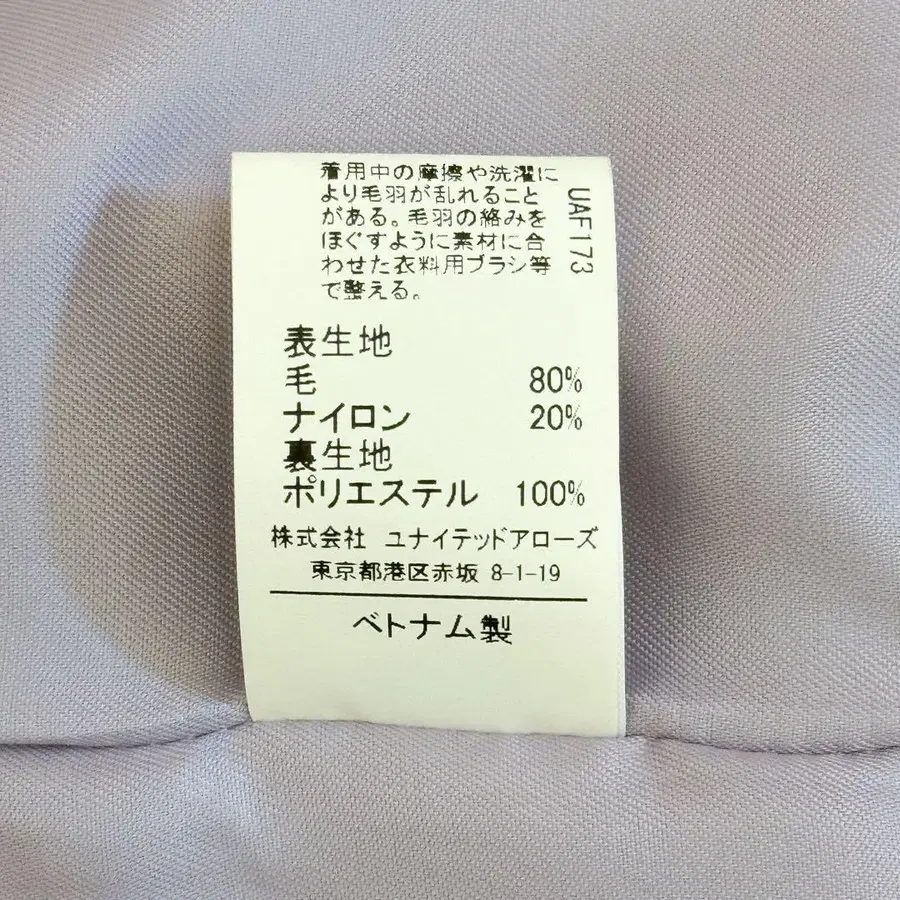 着用中の摩擦や洗濯に
より毛羽が乱れること
がある。毛羽の絡みを
ほぐすように素材に合
わせた衣料用ブラシ等
で整える。
UAF173
表生地
毛 80%
ナイロン 20%
裏生地
ポリエステル 100%
株式会社 ユナイテッドアローズ
東京都港区赤坂 8-1-19
ベトナム製